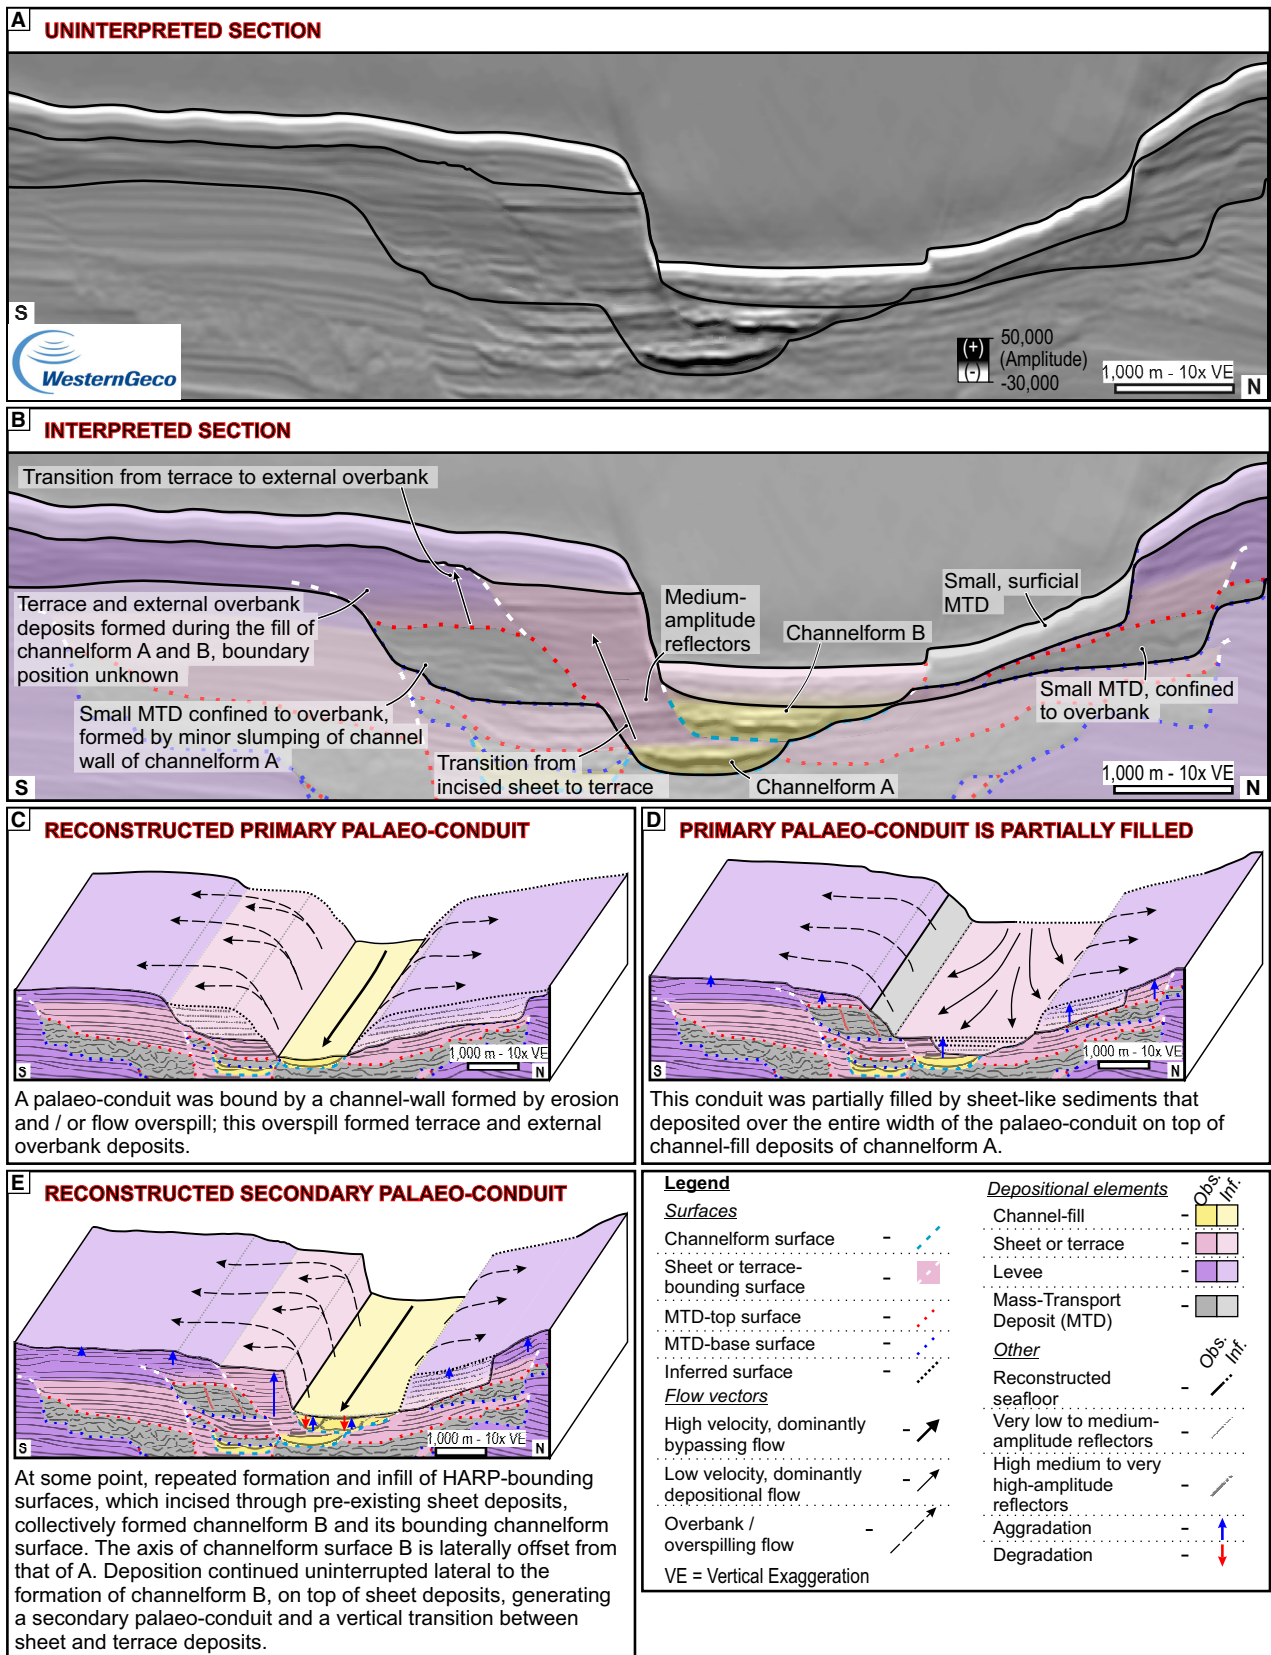 A
UNINTERPRETED SECTION
S
WesternGeco
(+)
(-)
50,000
(Amplitude)
-30,000
1,000 m - 10x VE
N
B
INTERPRETED SECTION
Transition from terrace to external overbank
Terrace and external overbank
deposits formed during the fill of
channelform A and B, boundary
position unknown
Small MTD confined to overbank,
formed by minor slumping of channel
wall of channelform A
Transition from
incised sheet to terrace
Medium-
amplitude
reflectors
Channelform B
Channelform A
Small, surficial
MTD
Small MTD, confined
to overbank
1,000 m - 10x VE
S
N
C
RECONSTRUCTED PRIMARY PALAEO-CONDUIT
1,000 m - 10x VE
S
N
A palaeo-conduit was bound by a channel-wall formed by erosion
and / or flow overspill; this overspill formed terrace and external
overbank deposits.
D
PRIMARY PALAEO-CONDUIT IS PARTIALLY FILLED
1,000 m - 10x VE
S
N
This conduit was partially filled by sheet-like sediments that
deposited over the entire width of the palaeo-conduit on top of
channel-fill deposits of channelform A.
E
RECONSTRUCTED SECONDARY PALAEO-CONDUIT
1,000 m - 10x VE
S
N
At some point, repeated formation and infill of HARP-bounding
surfaces, which incised through pre-existing sheet deposits,
collectively formed channelform B and its bounding channelform
surface. The axis of channelform surface B is laterally offset from
that of A. Deposition continued uninterrupted lateral to the
formation of channelform B, on top of sheet deposits, generating
a secondary palaeo-conduit and a vertical transition between
sheet and terrace deposits.
Legend
Surfaces
Channelform surface -
Sheet or terrace-
bounding surface -
MTD-top surface -
MTD-base surface -
Inferred surface -
Flow vectors
High velocity, dominantly
bypassing flow -
Low velocity, dominantly
depositional flow -
Overbank / -
overspilling flow
VE = Vertical Exaggeration
Depositional elements
Obs.
Inf.
Channel-fill -
Sheet or terrace -
Levee -
Mass-Transport -
Deposit (MTD)
Other
Obs.
Inf.
Reconstructed
seafloor -
Very low to medium-
amplitude reflectors -
High medium to very
high-amplitude -
reflectors
Aggradation -
Degradation -